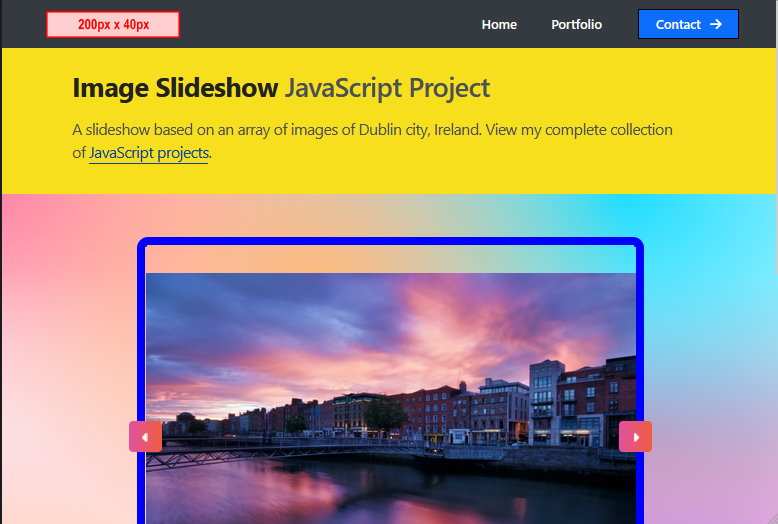 200px x 40px
Home Portfolio Contact →
Image Slideshow JavaScript Project
A slideshow based on an array of images of Dublin city, Ireland. View my complete collection
of JavaScript projects.